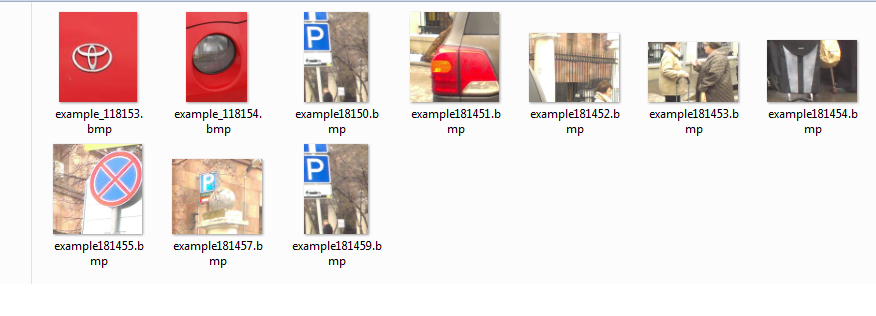 P
P
example_118153.
bmp
example_118154.
bmp
example18150.b
mp
example181451.b
mp
example181452.b
mp
example181453.b
mp
example181454.b
mp
P
example181455.b
mp
example181457.b
mp
example181459.b
mp